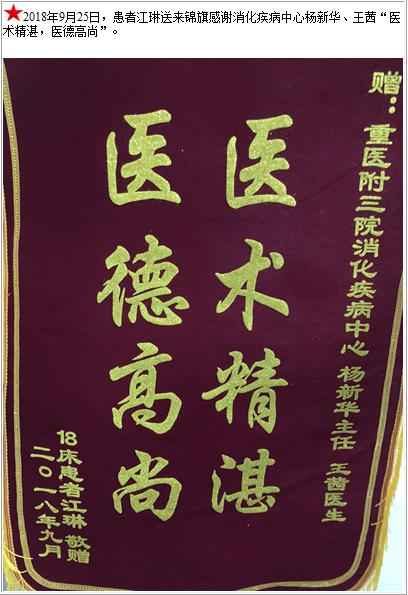 ★2018年9月25日，患者江琳送来锦旗感谢消化疾病中心杨新华、王茜“医
术精湛，医德高尚”。
赠：重医附三院消化疾病中心 杨新华主任 王茜医生
医术精湛
医德高尚
18床患者江琳 敬赠
二〇一八年九月